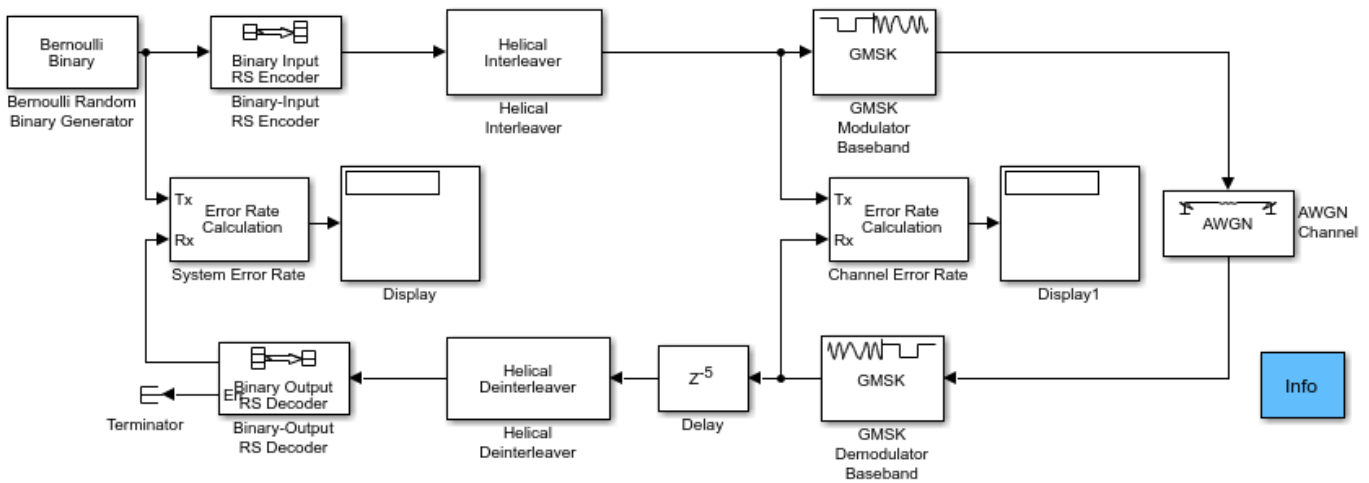 Bernoulli
Binary
Bernoulli Random
Binary Generator
Binary Input
RS Encoder
Binary-Input
RS Encoder
Helical
Interleaver
Helical
Interleaver
GMSK
GMSK
Modulator
Baseband
Tx
Rx
Error Rate
Calculation
System Error Rate
Display
Tx
Rx
Error Rate
Calculation
Channel Error Rate
Display1
AWGN
AWGN
Channel
Binary Output
RS Decoder
Err
Binary-Output
RS Decoder
Terminator
Helical
Deinterleaver
Helical
Deinterleaver
Z-5
Delay
GMSK
GMSK
Demodulator
Baseband
Info